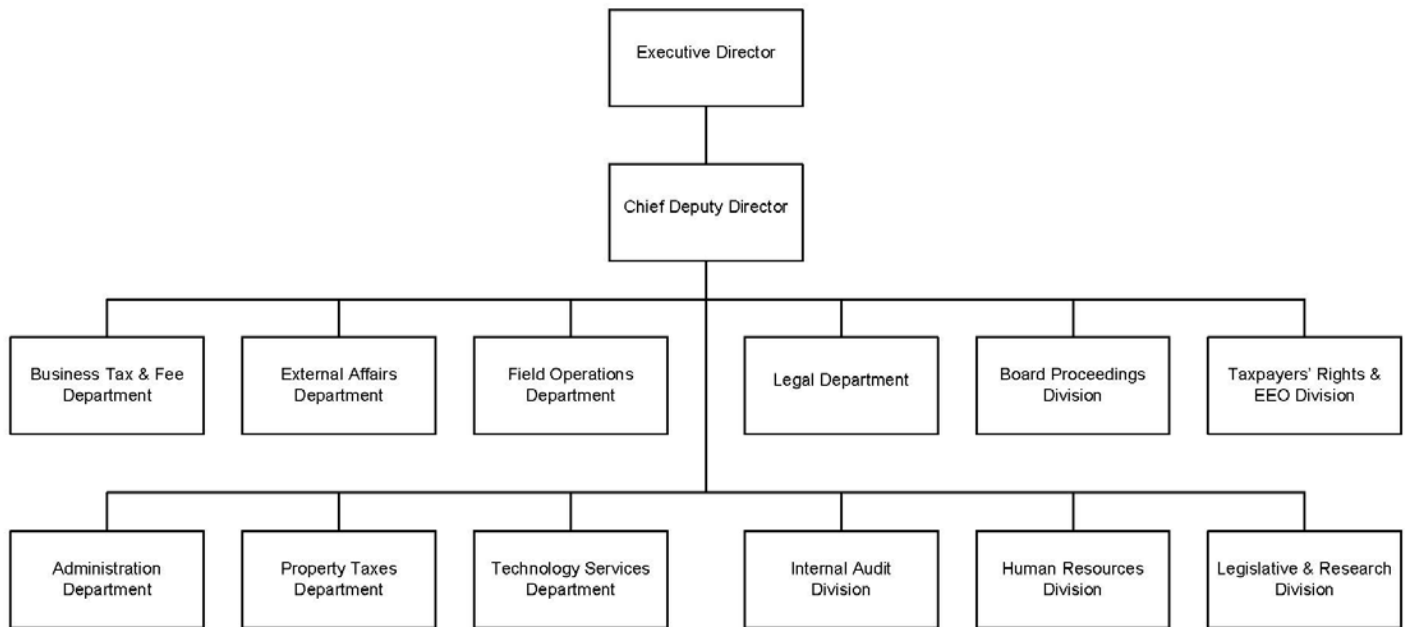 Executive Director
Chief Deputy Director
Business Tax & Fee
Department
External Affairs
Department
Field Operations
Department
Legal Department
Board Proceedings
Division
Taxpayers’ Rights &
EEO Division
Administration
Department
Property Taxes
Department
Technology Services
Department
Internal Audit
Division
Human Resources
Division
Legislative & Research
Division